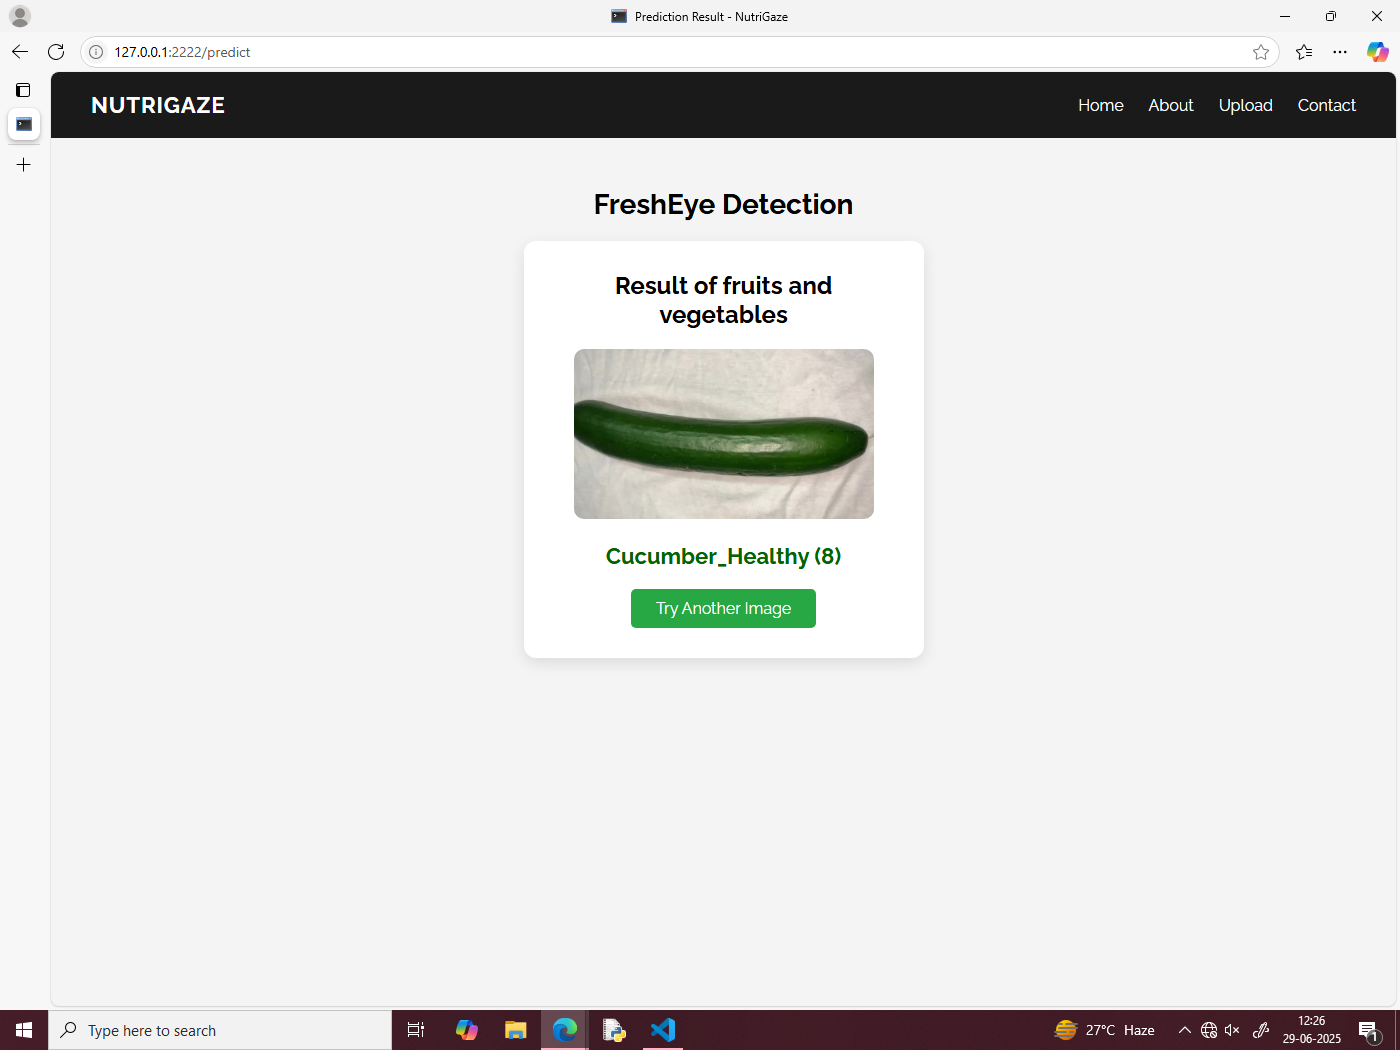 Prediction Result - NutriGaze
127.0.0.1:2222/predict
NUTRIGAZE
Home About Upload Contact
FreshEye Detection
Result of fruits and
vegetables
Cucumber_Healthy (8)
Try Another Image
Type here to search
27°C Haze
12:26
29-06-2025
1